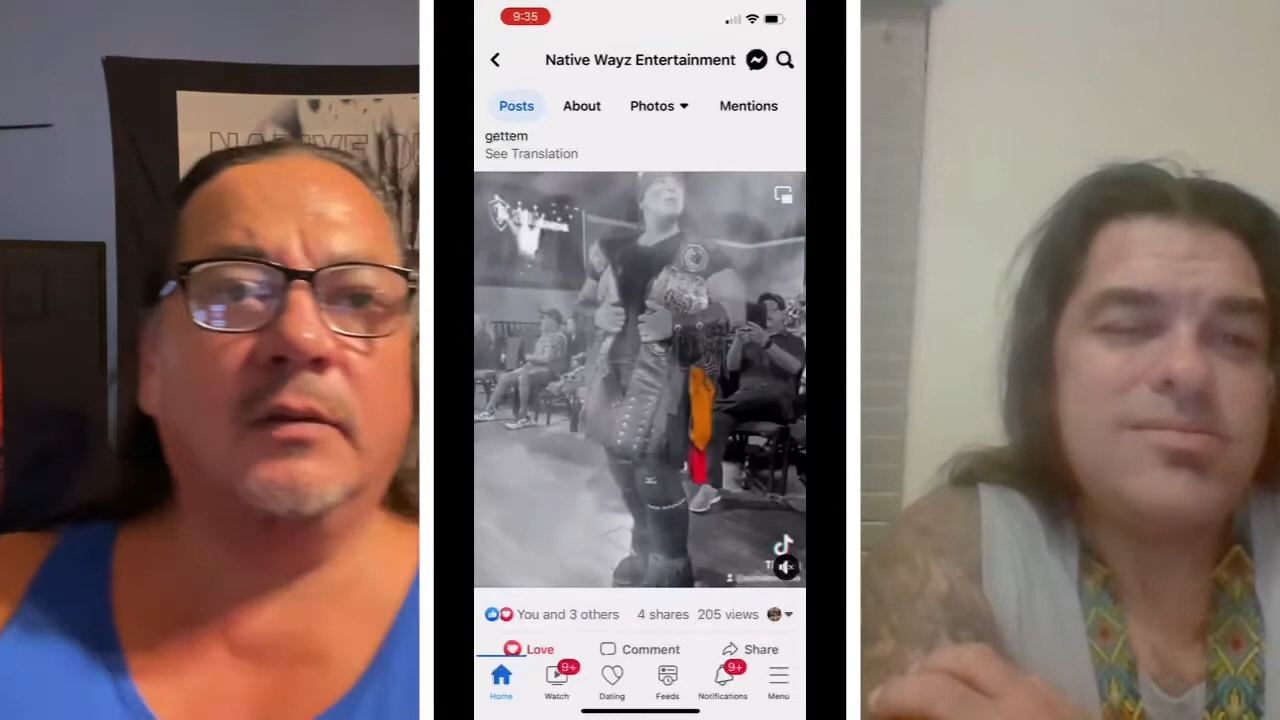 NATIVE
9:35
Native Wayz Entertainment
Posts
About
Photos
Mentions
gettem
See Translation
You and 3 others
4 shares
205 views
Love
Comment
Share
9+
9+
Home
Watch
Dating
Feeds
Notifications
Menu